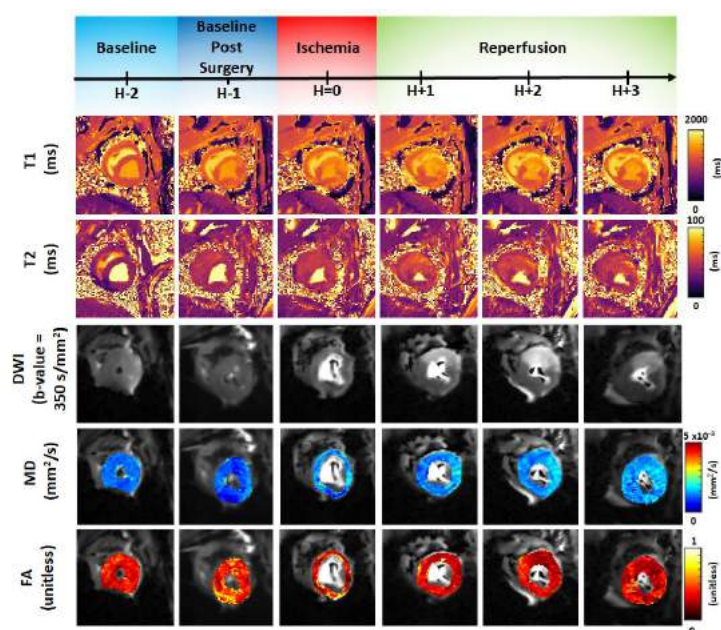 Baseline
Baseline
Post
Surgery
Ischemia
Reperfusion
H-2
H-1
H=0
H+1
H+2
H+3
T1
(ms)
2000
(ms)
0
T2
(ms)
100
(ms)
0
DWI
(b-value =
350 s/mm²)
MD
(mm²/s)
5 x10⁻³
(mm²/s)
0
FA
(unitless)
1
(unitless)
0